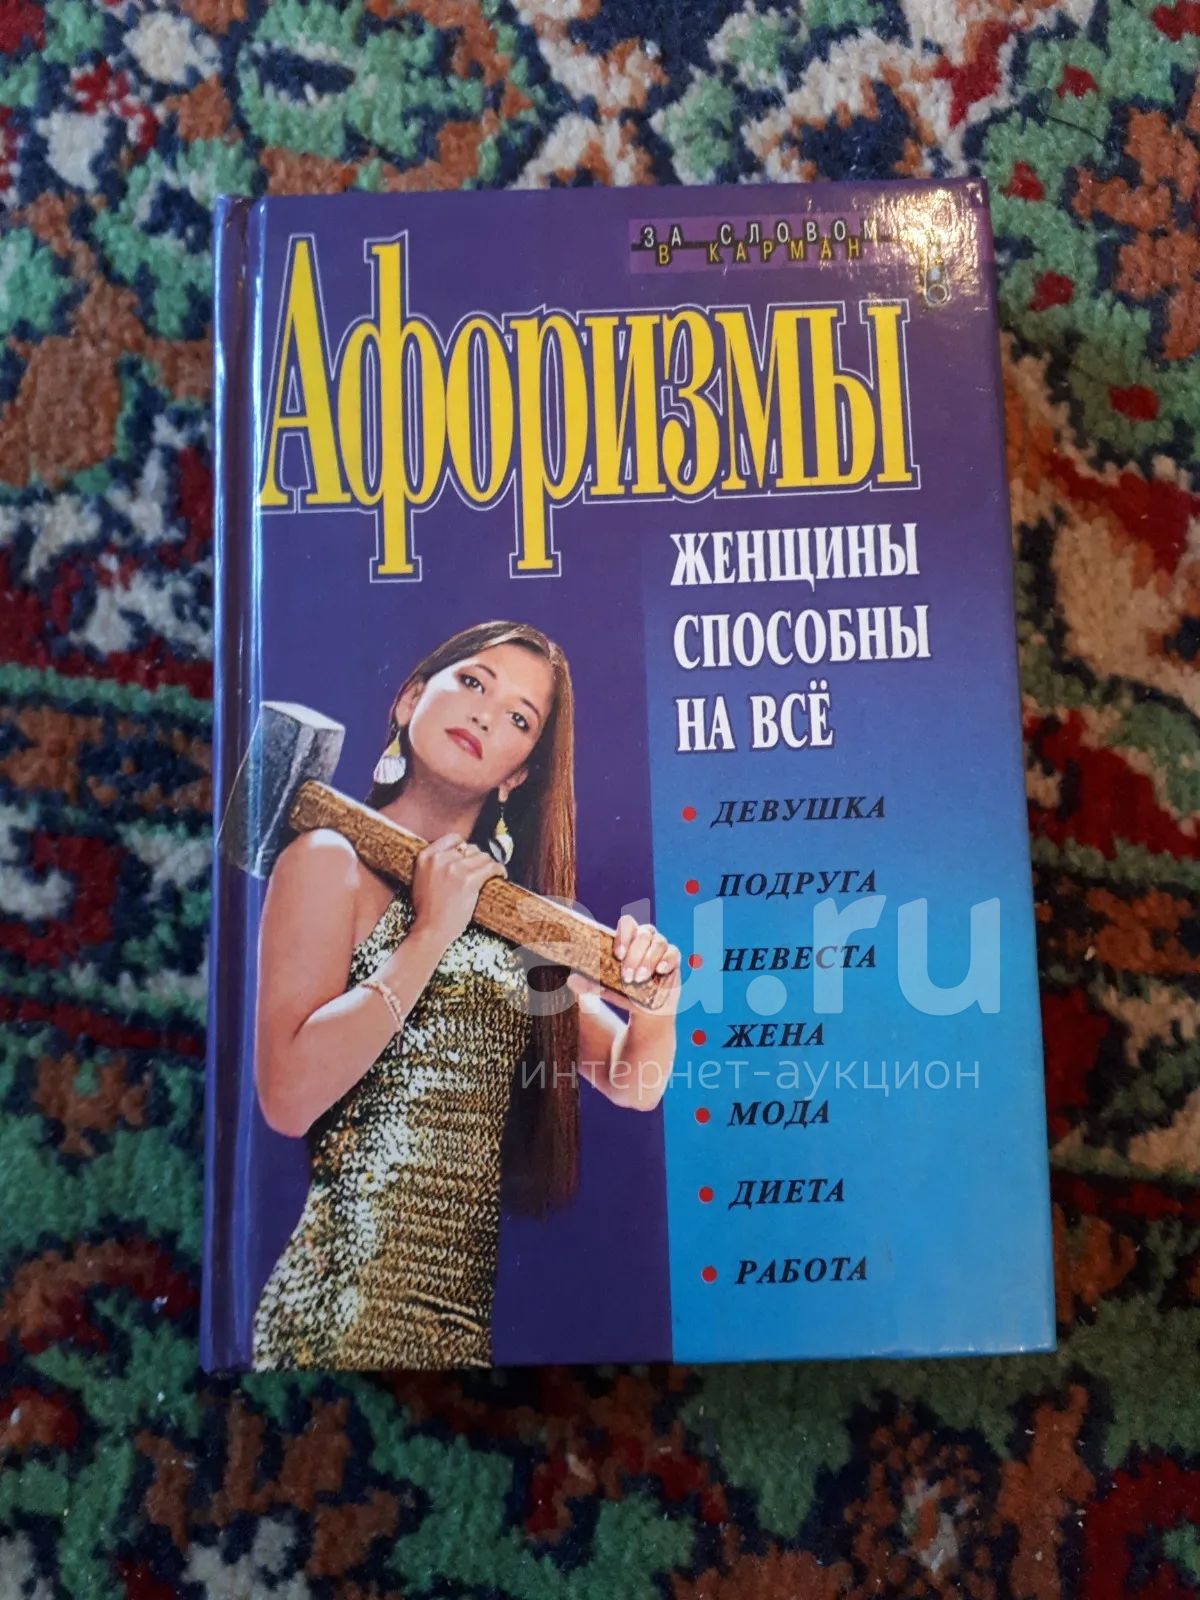 ЗА СЛОВОМ
В КАРМАН
Афоризмы
ЖЕНЩИНЫ
СПОСОБНЫ
НА ВСЁ
• ДЕВУШКА
• ПОДРУГА
• НЕВЕСТА
• ЖЕНА
• МОДА
• ДИЕТА
• РАБОТА
au.ru
интернет-аукцион